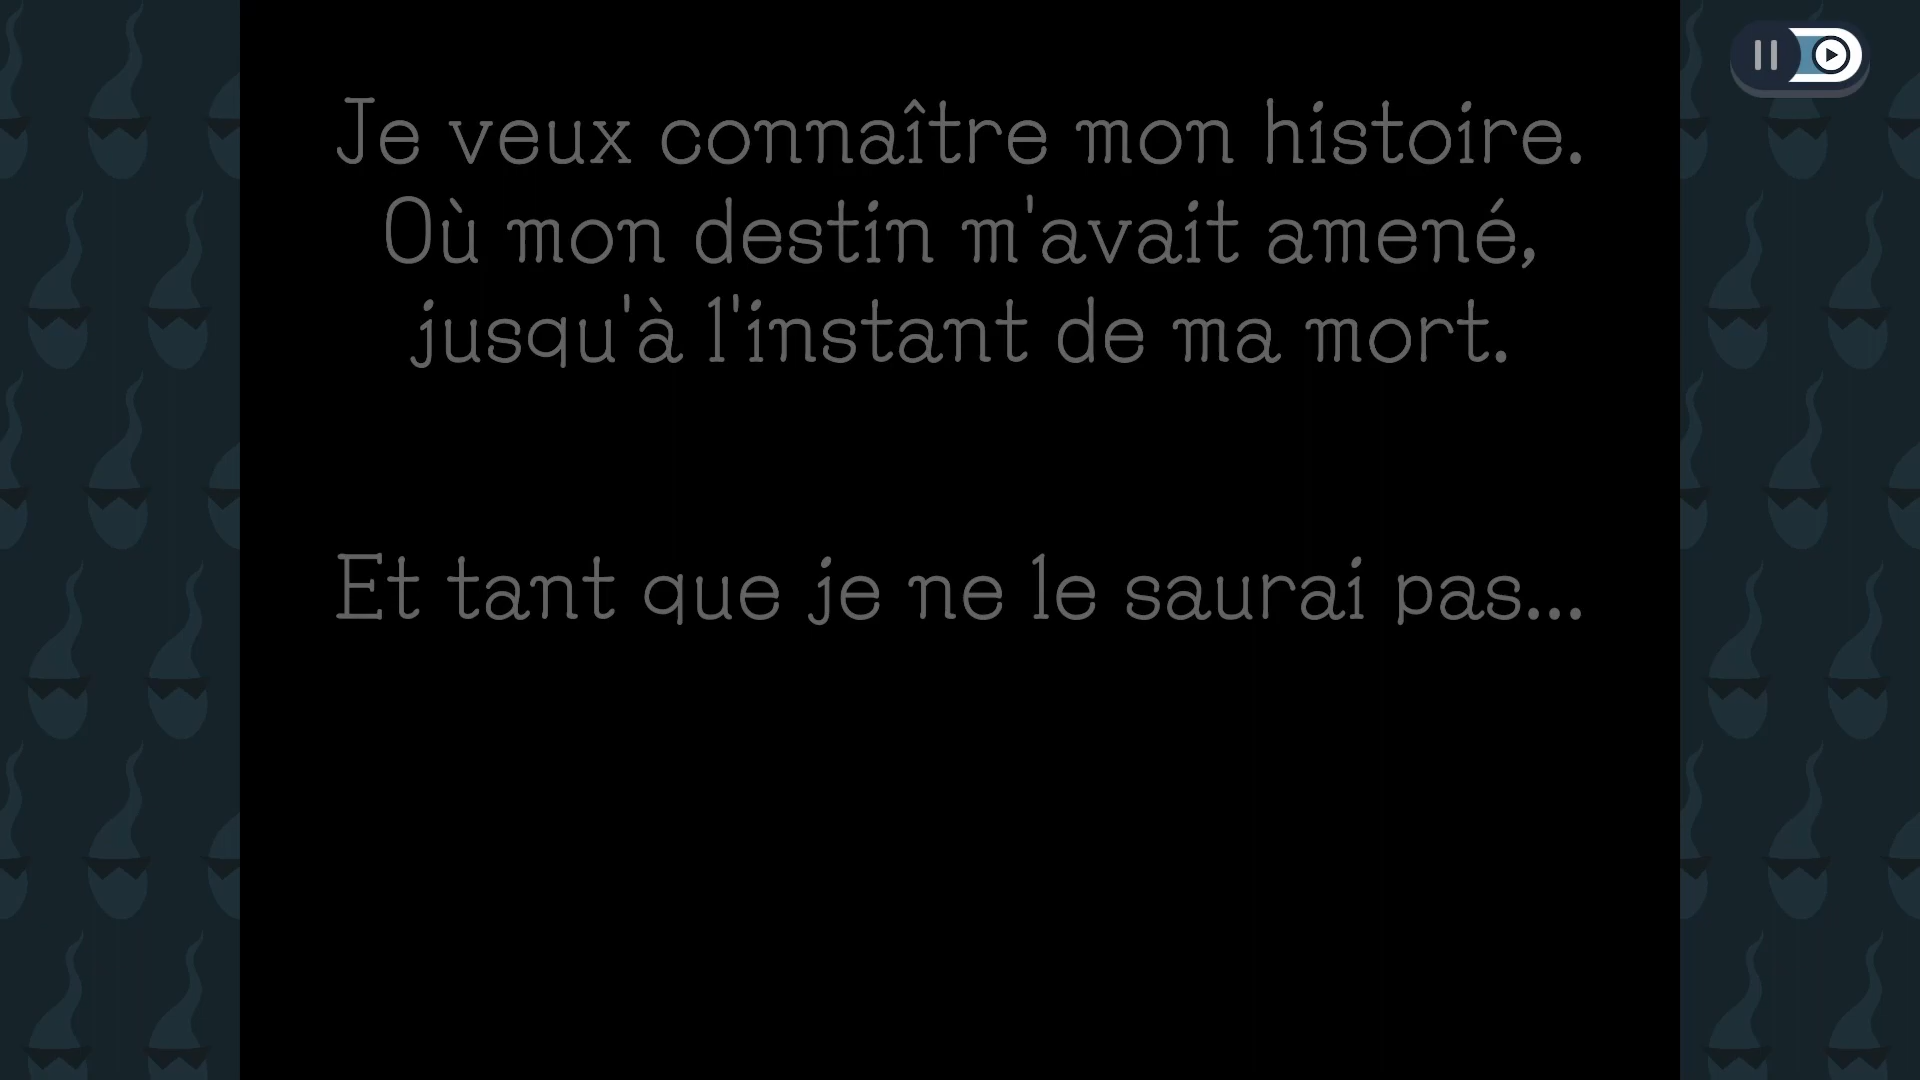 Je veux connaître mon histoire.
Où mon destin m'avait amené,
jusqu'à l'instant de ma mort.
Et tant que je ne le saurai pas...